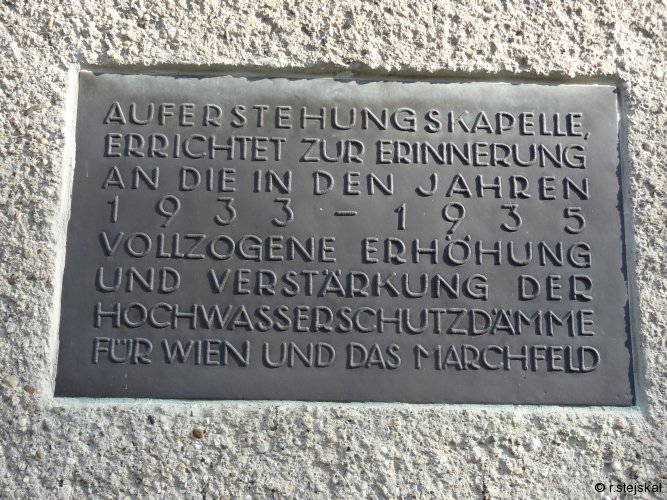 AUFERSTEHUNGSKAPELLE,
ERRICHTET ZUR ERINNERUNG
AN DIE IN DEN JAHREN
1933-1935
VOLLZOGENE ERHÖHUNG
UND VERSTÄRKUNG DER
HOCHWASSERSCHUTZDÄMME
FÜR WIEN UND DAS MARCHFELD
© r.stejskal